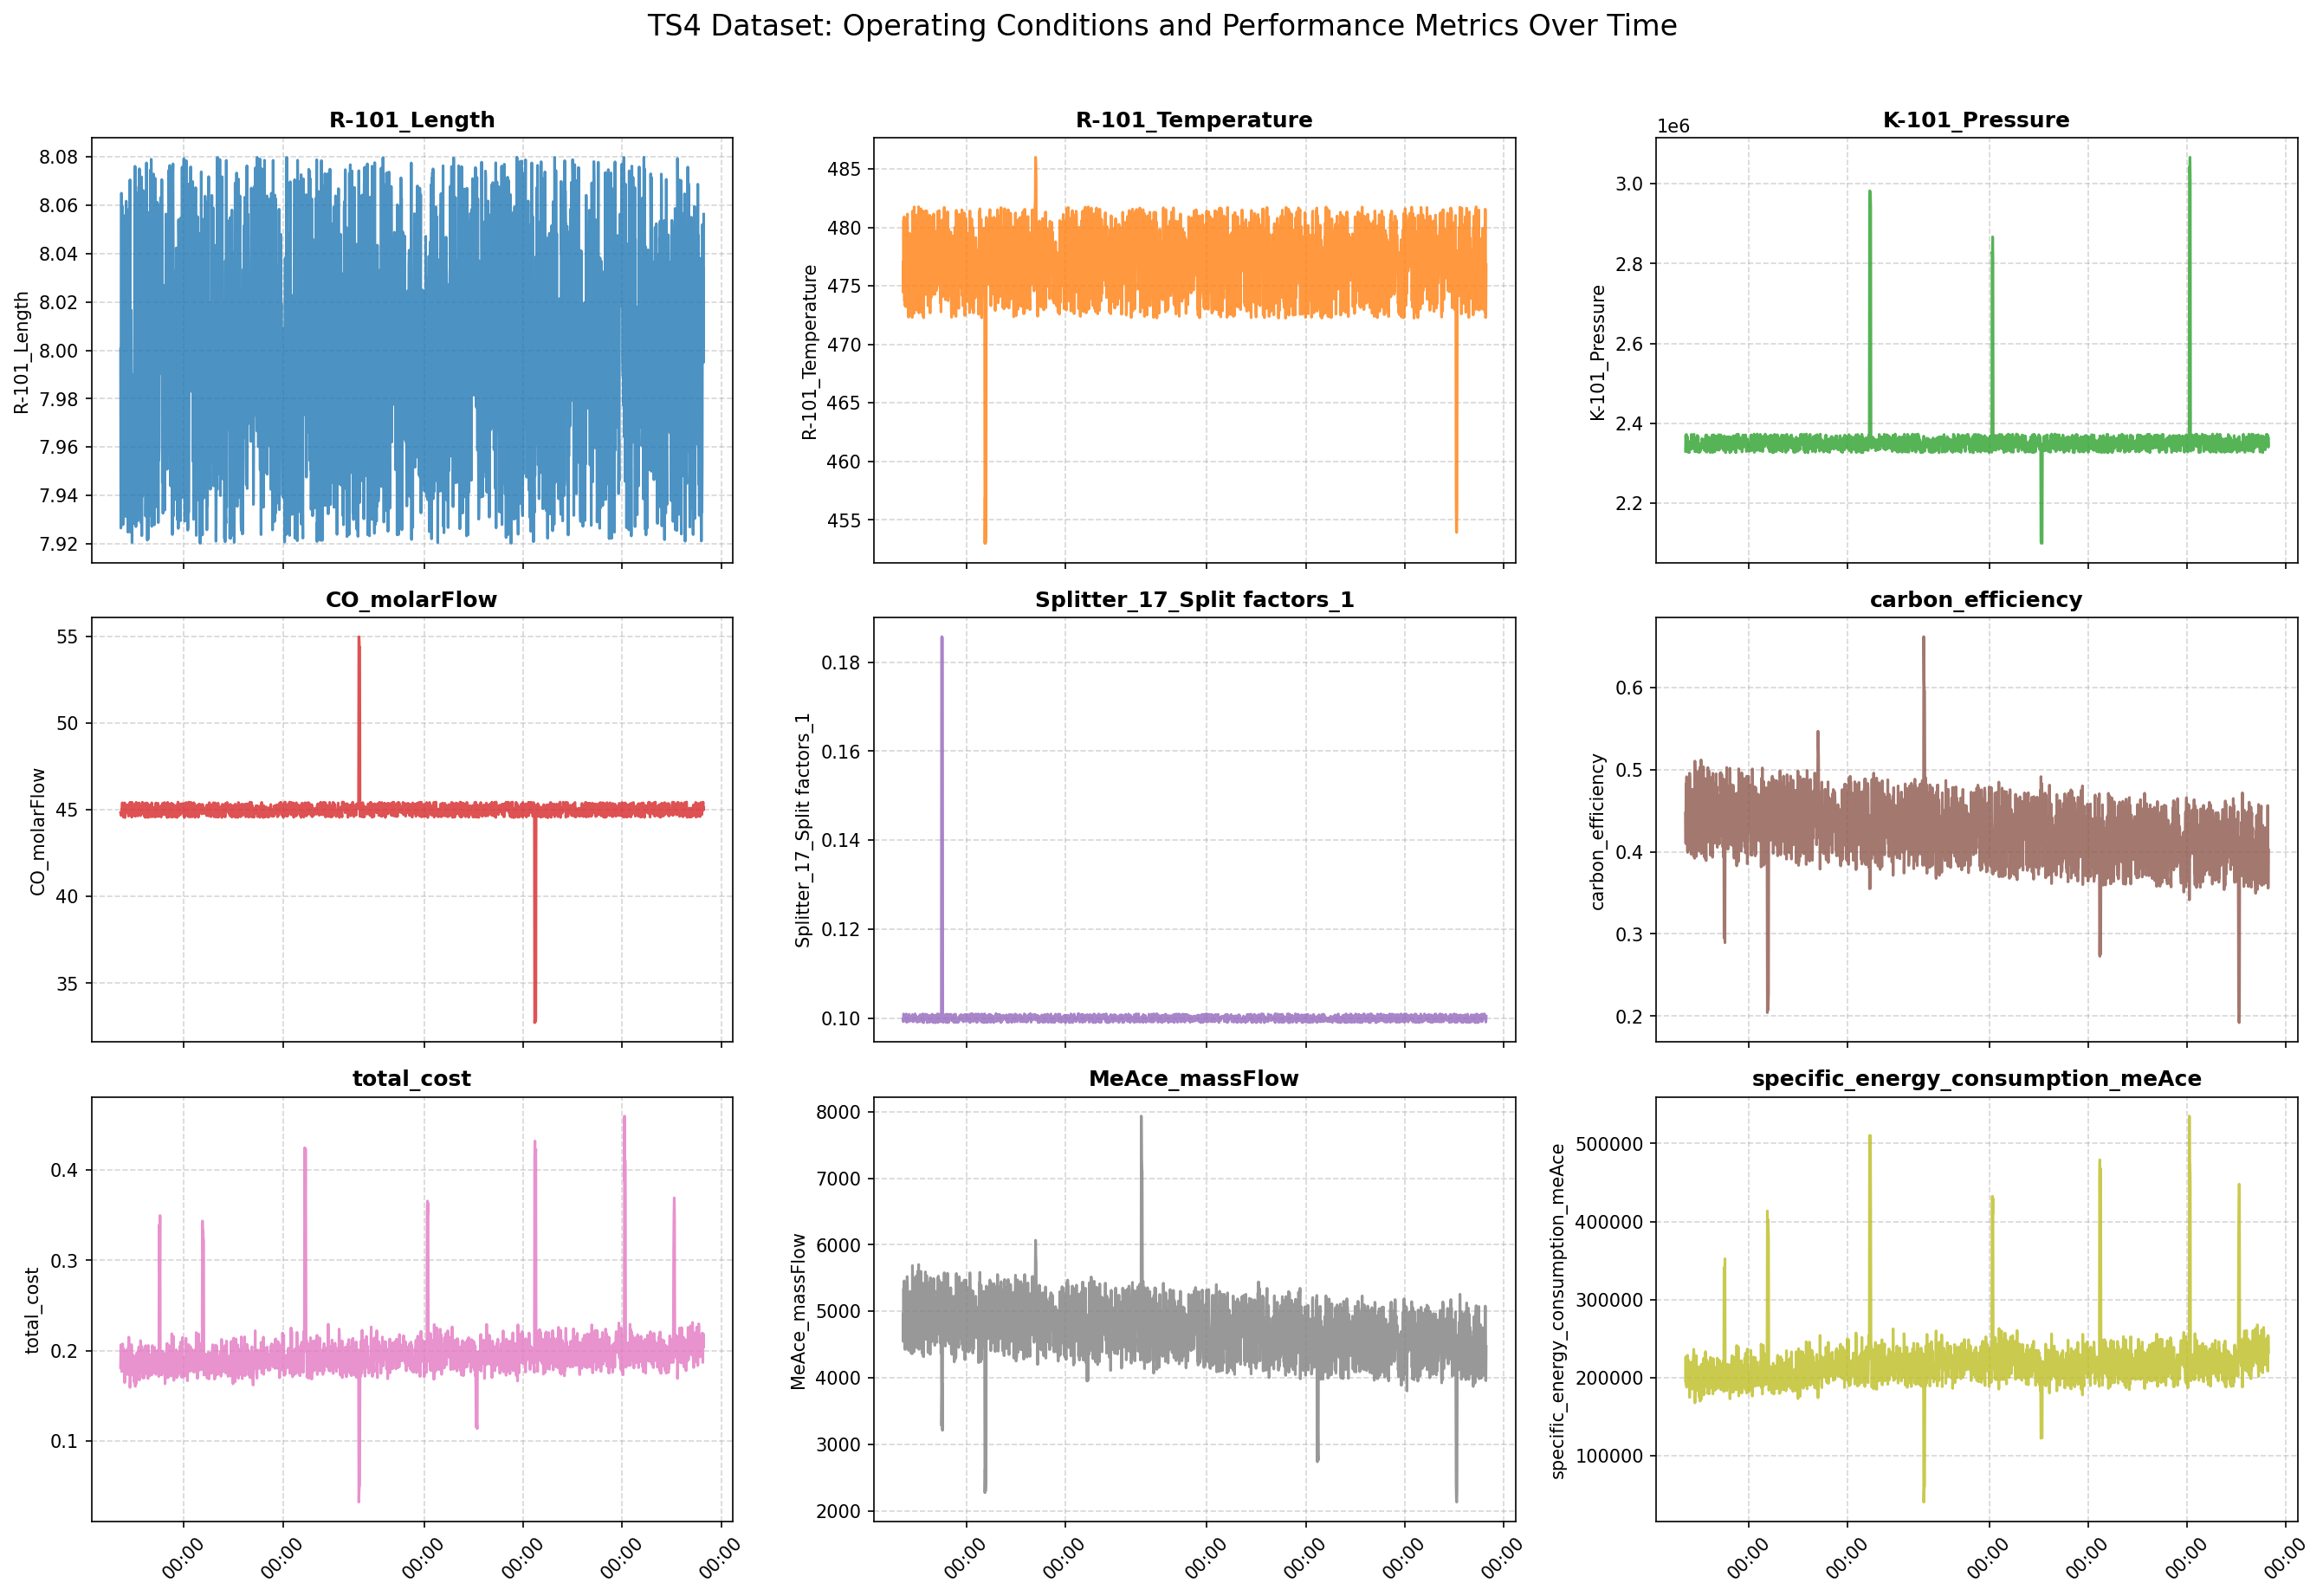 TS4 Dataset: Operating Conditions and Performance Metrics Over Time
R-101_Length
R-101_Length
8.08
8.06
8.04
8.02
8.00
7.98
7.96
7.94
7.92
R-101_Temperature
R-101_Temperature
485
480
475
470
465
460
455
K-101_Pressure
1e6
K-101_Pressure
3.0
2.8
2.6
2.4
2.2
CO_molarFlow
CO_molarFlow
55
50
45
40
35
Splitter_17_Split factors_1
Splitter_17_Split factors_1
0.18
0.16
0.14
0.12
0.10
carbon_efficiency
carbon_efficiency
0.6
0.5
0.4
0.3
0.2
total_cost
total_cost
0.4
0.3
0.2
0.1
00:00 00:00 00:00 00:00 00:00 00:00
MeAce_massFlow
MeAce_massFlow
8000
7000
6000
5000
4000
3000
2000
00:00 00:00 00:00 00:00 00:00 00:00
specific_energy_consumption_meAce
specific_energy_consumption_meAce
500000
400000
300000
200000
100000
00:00 00:00 00:00 00:00 00:00 00:00